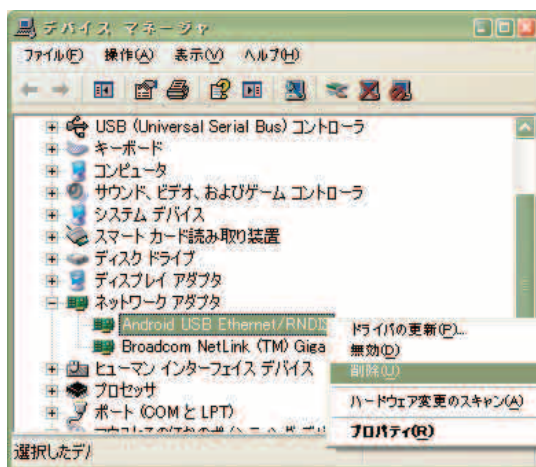 デバイス マネージャ
ファイル(F) 操作(A) 表示(V) ヘルプ(H)
USB (Universal Serial Bus) コントローラ
キーボード
コンピュータ
サウンド、ビデオ、およびゲーム コントローラ
システム デバイス
スマート カード読み取り装置
ディスク ドライブ
ディスプレイ アダプタ
ネットワーク アダプタ
Android USB Ethernet/RNDI
Broadcom NetLink (TM) Giga
ヒューマン インターフェイス デバイス
プロセッサ
ポート (COM と LPT)
ドライバの更新(P)...
無効(D)
削除(U)
ハードウェア変更のスキャン(A)
プロパティ(R)
選択したデバ